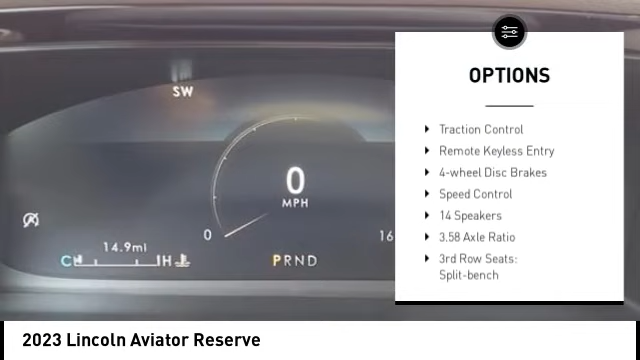 SW
0
MPH
0
16
14.9mi
C H
PRND
OPTIONS
Traction Control
Remote Keyless Entry
4-wheel Disc Brakes
Speed Control
14 Speakers
3.58 Axle Ratio
3rd Row Seats:
Split-bench
2023 Lincoln Aviator Reserve